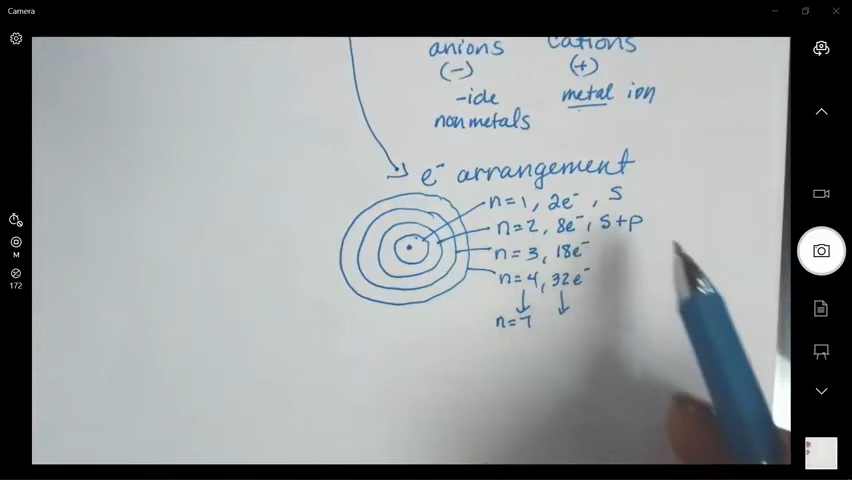 Camera
anions
(-)
-ide
nonmetals
cations
(+)
metal ion
e⁻ arrangement
n=1, 2e⁻, s
n=2, 8e⁻, s+p
n=3, 18e⁻
n=4, 32e⁻
n=7
M
172